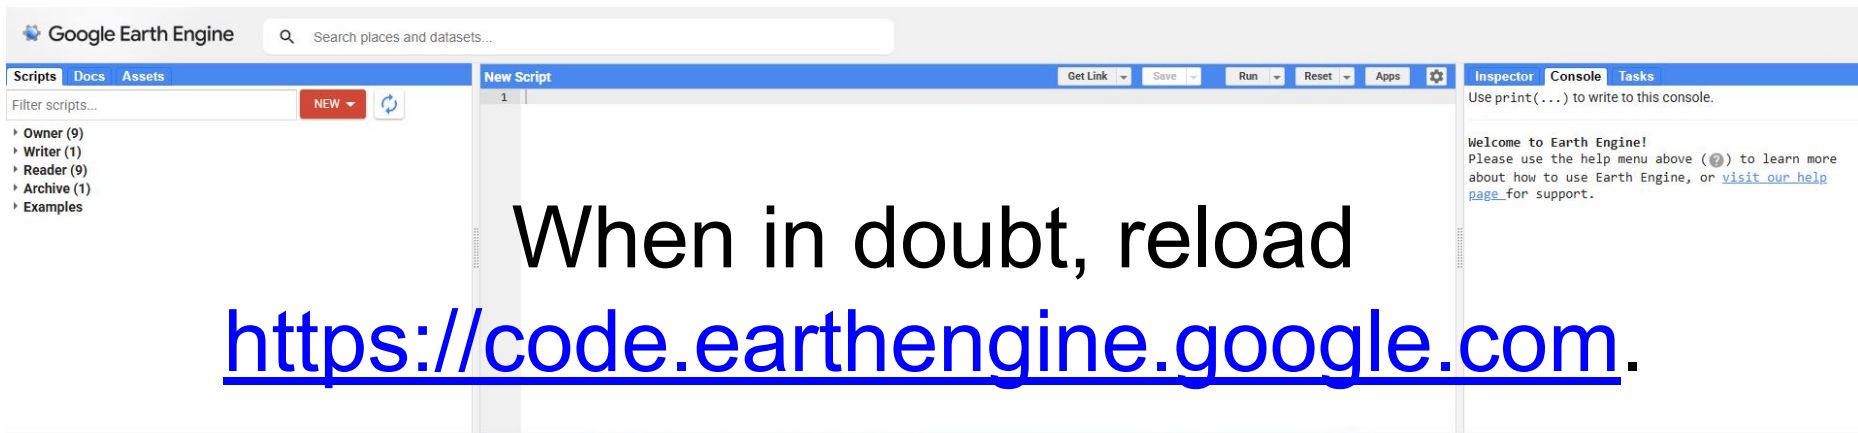 Google Earth Engine
Search places and datasets...
Scripts Docs Assets
Filter scripts...
NEW
Owner (9)
Writer (1)
Reader (9)
Archive (1)
Examples
New Script
Get Link Save Run Reset Apps
1
Inspector Console Tasks
Use print(...) to write to this console.
Welcome to Earth Engine!
Please use the help menu above (?) to learn more
about how to use Earth Engine, or visit our help
page for support.
When in doubt, reload
https://code.earthengine.google.com.